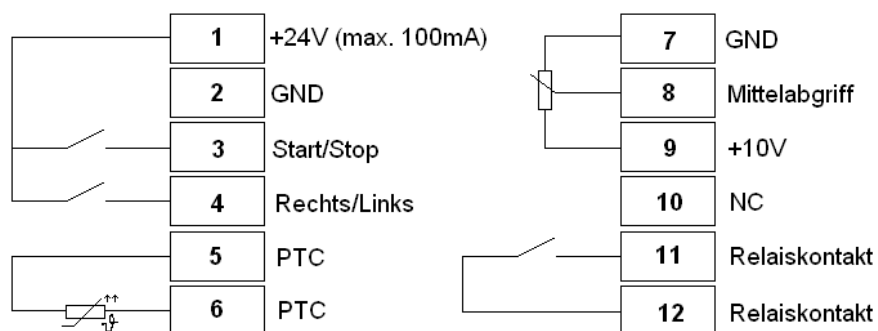 1 +24V (max. 100mA)
2 GND
3 Start/Stop
4 Rechts/Links
5 PTC
6 PTC
ϑ
7 GND
8 Mittelabgriff
9 +10V
10 NC
11 Relaiskontakt
12 Relaiskontakt